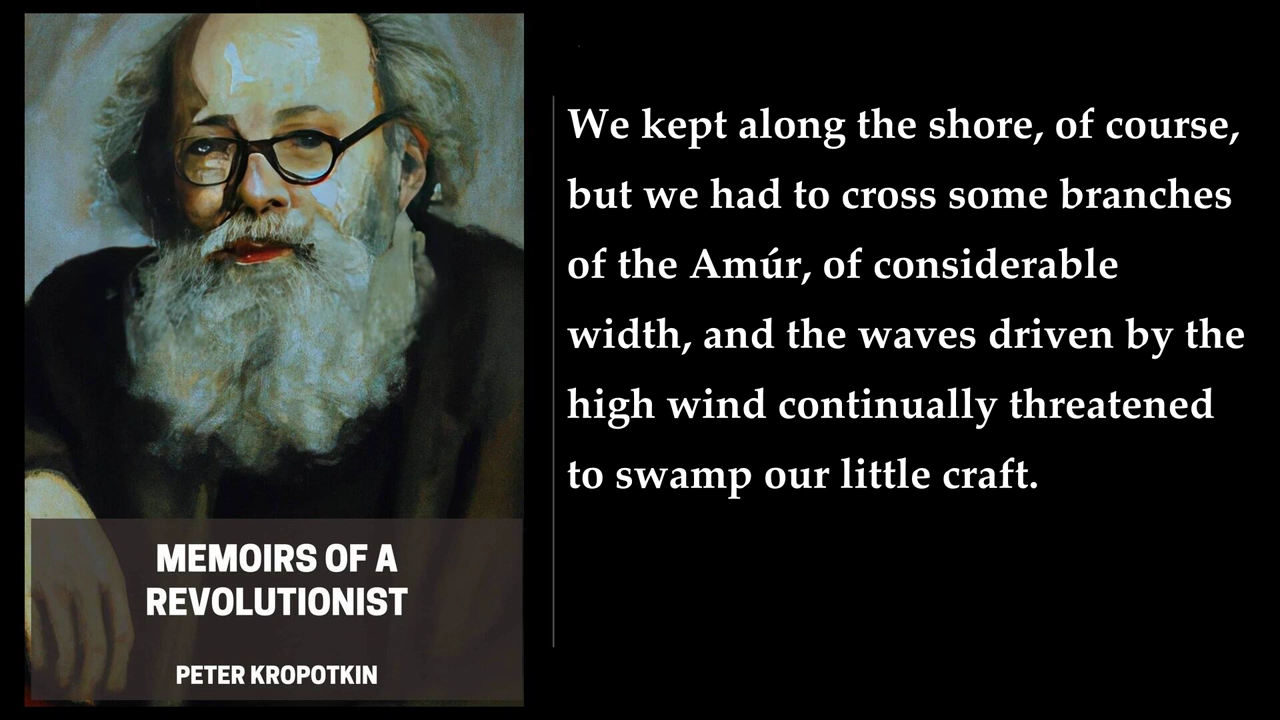 MEMOIRS OF A
REVOLUTIONIST
PETER KROPOTKIN
We kept along the shore, of course,
but we had to cross some branches
of the Amúr, of considerable
width, and the waves driven by the
high wind continually threatened
to swamp our little craft.